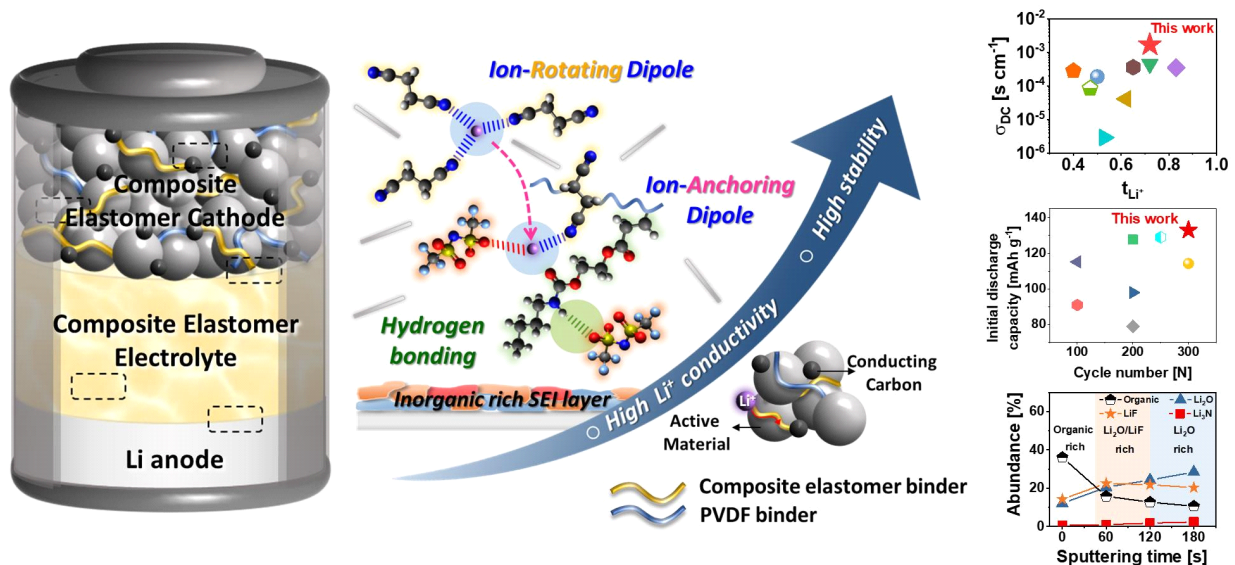 Composite
Elastomer Cathode
Composite Elastomer
Electrolyte
Li anode
Ion-Rotating Dipole
Ion-Anchoring
Dipole
Hydrogen
bonding
Inorganic rich SEI layer
High Li⁺ conductivity
High stability
Li⁺
Conducting
Carbon
Active
Material
Composite elastomer binder
PVDF binder
σDC [s cm⁻¹]
10⁻²
10⁻³
10⁻⁴
10⁻⁵
10⁻⁶
This work
0.4 0.6 0.8 1.0
tLi⁺
Initial discharge
capacity [mAh g⁻¹]
140
120
100
80
This work
100 200 300
Cycle number [N]
Abundance [%]
80
60
40
20
0
Organic Li₂O
LiF Li₃N
Organic
rich
Li₂O/LiF
rich
Li₂O
rich
0 60 120 180
Sputtering time [s]